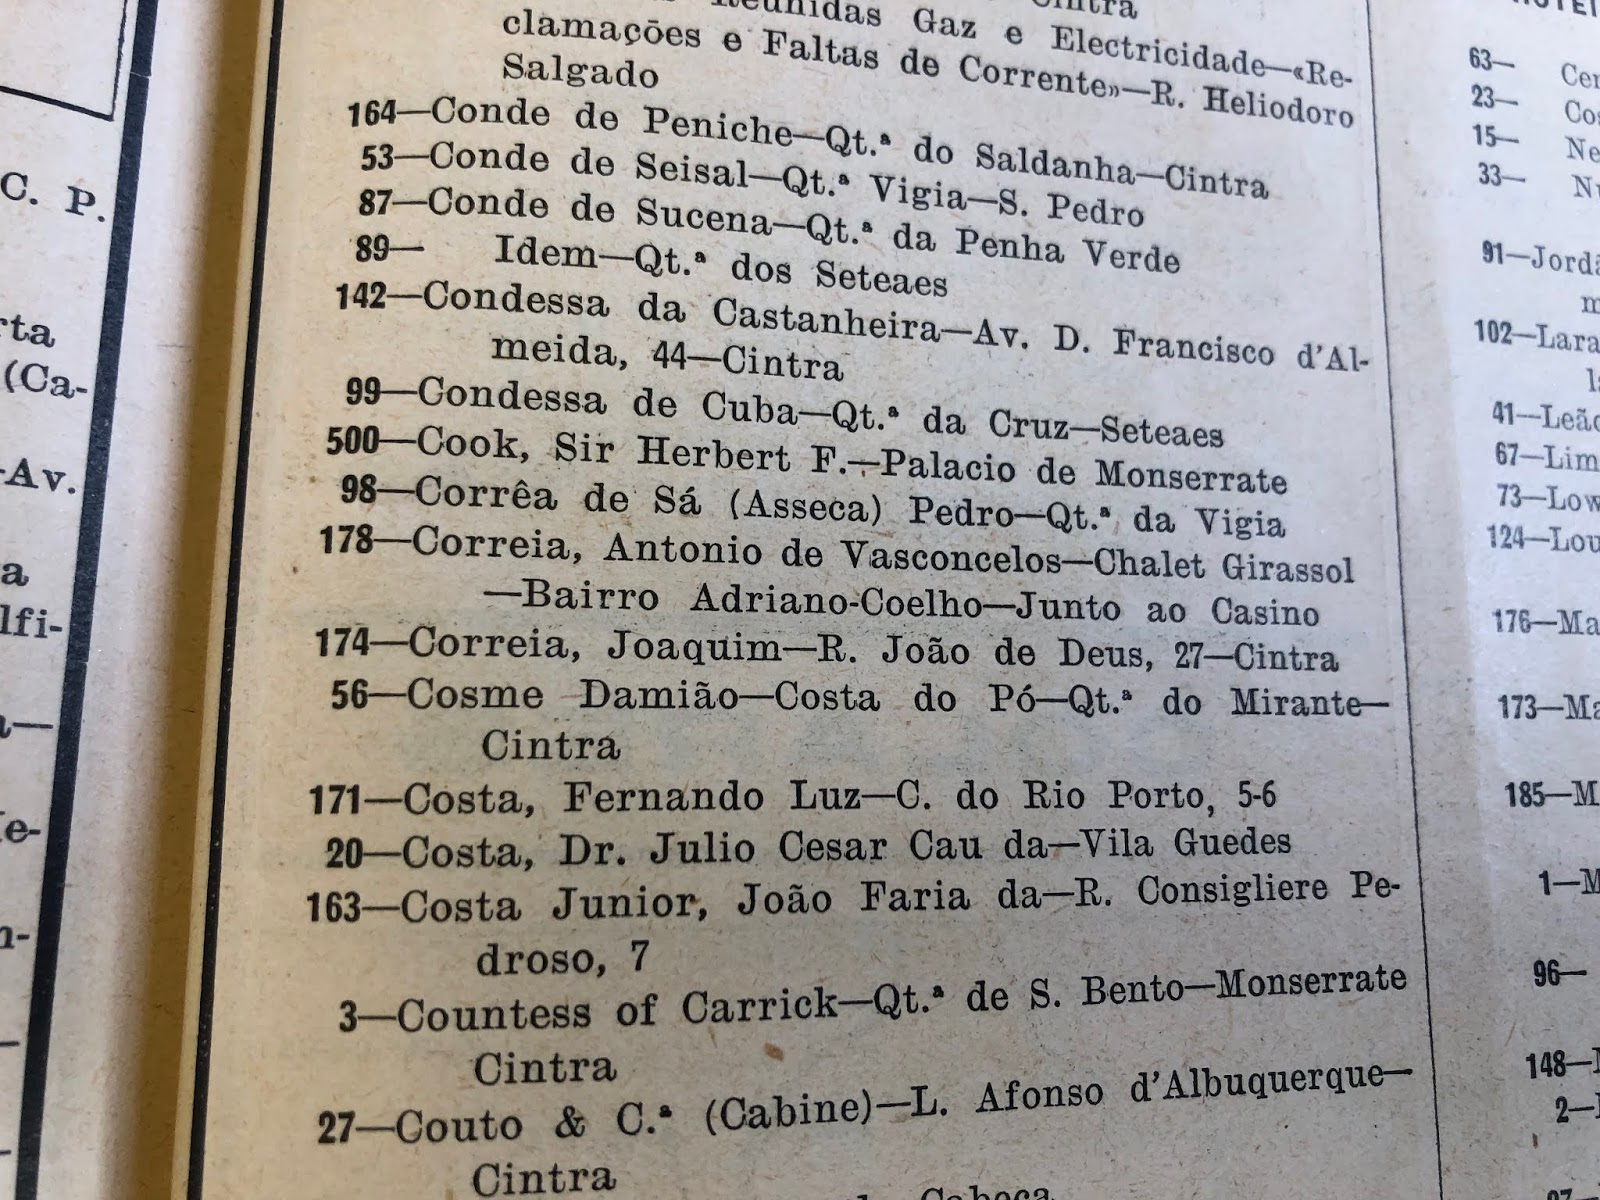 C. P.
(Ca-
Av.
Reunidas Gaz e Electricidade—«Re-
clamações e Faltas de Corrente»—R. Heliodoro
Salgado
164—Conde de Peniche—Qt.ª do Saldanha—Cintra
53—Conde de Seisal—Qt.ª Vigia—S. Pedro
87—Conde de Sucena—Qt.ª da Penha Verde
89— Idem—Qt.ª dos Seteaes
142—Condessa da Castanheira—Av. D. Francisco d'Al-
meida, 44—Cintra
99—Condessa de Cuba—Qt.ª da Cruz—Seteaes
500—Cook, Sir Herbert F.—Palacio de Monserrate
98—Corrêa de Sá (Asseca) Pedro—Qt.ª da Vigia
178—Correia, Antonio de Vasconcelos—Chalet Girassol
—Bairro Adriano-Coelho—Junto ao Casino
174—Correia, Joaquim—R. João de Deus, 27—Cintra
56—Cosme Damião—Costa do Pó—Qt.ª do Mirante—
Cintra
171—Costa, Fernando Luz—C. do Rio Porto, 5-6
20—Costa, Dr. Julio Cesar Cau da—Vila Guedes
163—Costa Junior, João Faria da—R. Consigliere Pe-
droso, 7
3—Countess of Carrick—Qt.ª de S. Bento—Monserrate
Cintra
27—Couto & C.ª (Cabine)—L. Afonso d'Albuquerque—
Cintra
63—
23—
15—
33—
91—Jordã
102—Lara
41—Leão
67—Lim
73—Low
124—Lou
176—Ma
173—Ma
185—M
1—M
96—
148—
2—